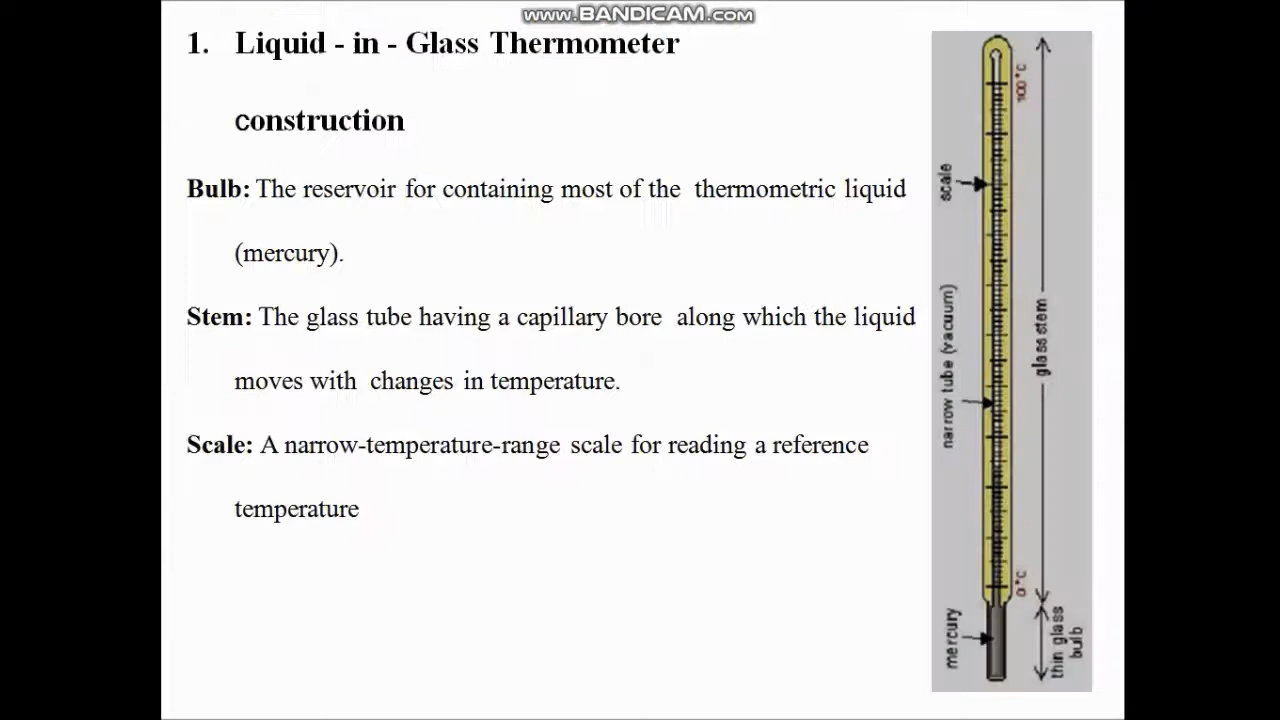 www.BANDICAM.com
1. Liquid - in - Glass Thermometer
construction
Bulb: The reservoir for containing most of the thermometric liquid
(mercury).
Stem: The glass tube having a capillary bore along which the liquid
moves with changes in temperature.
Scale: A narrow-temperature-range scale for reading a reference
temperature
100°C
scale
narrow tube (vacuum)
glass stem
0°C
mercury
thin glass
bulb